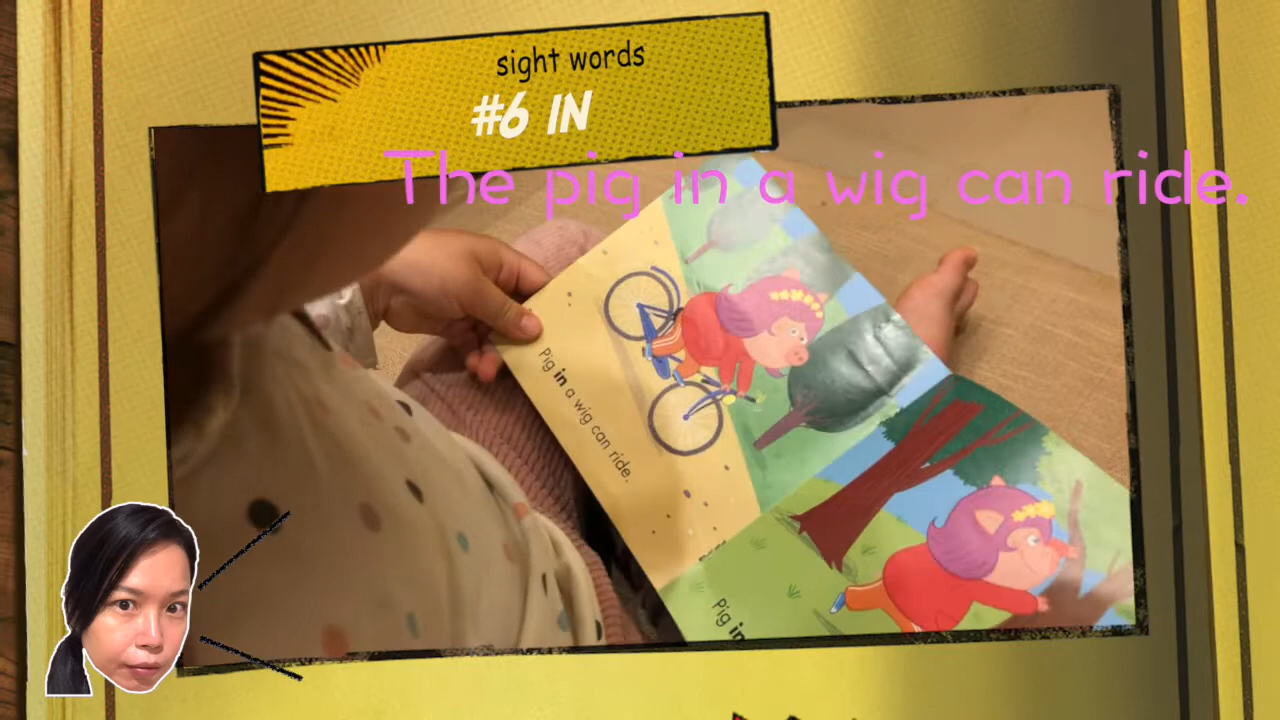 sight words
#6 IN
The pig in a wig can ride.
Pig in a wig can ride.
Pig in